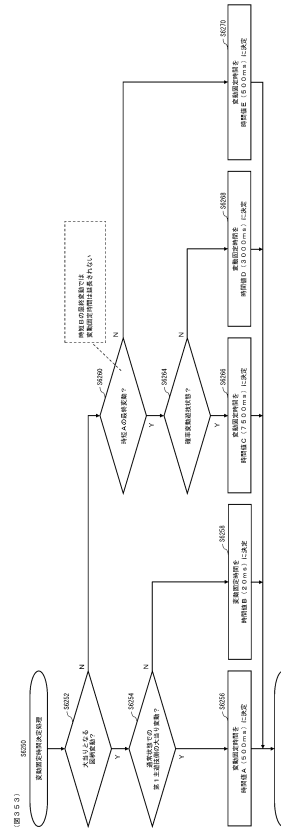 (図３５３)
S6250
変動固定時間決定処理
S6252
大当りとなる
図柄変動？
N
Y
S6254
通常状態での
第１主遊技側の大当り変動？
N
Y
S6256
変動固定時間を
時間値Ａ（５００ｍｓ）に決定
S6258
変動固定時間を
時間値Ｂ（２０ｍｓ）に決定
S6260
時短Ａの最終変動？
N
Y
時短Ｂの最終変動では
変動固定時間は延長されない
S6264
確率変動遊技状態？
N
Y
S6266
変動固定時間を
時間値Ｃ（７５００ｍｓ）に決定
S6268
変動固定時間を
時間値Ｄ（３０００ｍｓ）に決定
S6270
変動固定時間を
時間値Ｅ（５００ｍｓ）に決定